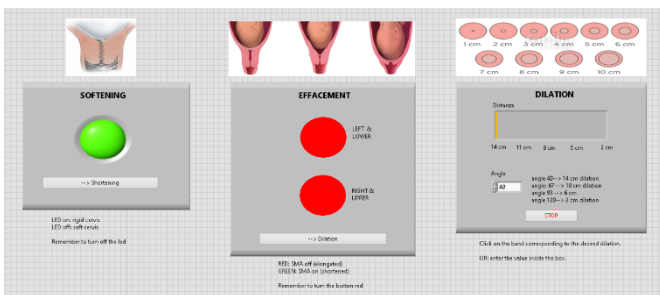 1 cm 2 cm 3 cm 4 cm 5 cm 6 cm
7 cm 8 cm 9 cm 10 cm
SOFTENING
--> Shortening
LED on: rigid cervix
LED off: soft cervix
Remember to turn off the led
EFFACEMENT
LEFT &
LOWER
RIGHT &
UPPER
--> Dilation
RED: SMA off (elongated)
GREEN: SMA on (shortened)
Remember to turn the button red
DILATION
Distanza
14 cm 11 cm 8 cm 5 cm 2 cm
Angle
40
angle 40--> 14 cm dilation
angle: 67 --> 10 cm dilation
angle 93 --> 6 cm
angle 120--> 2 cm dilation
STOP
Click on the band corresponding to the desired dilation.
OR: enter the value inside the box.